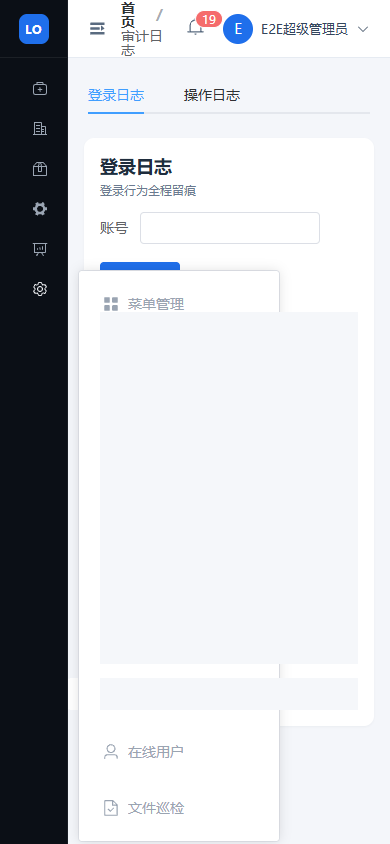 LO
首页 /
审计日志
19
E
E2E超级管理员
登录日志 操作日志
登录日志
登录行为全程留痕
账号
菜单管理
在线用户
文件巡检